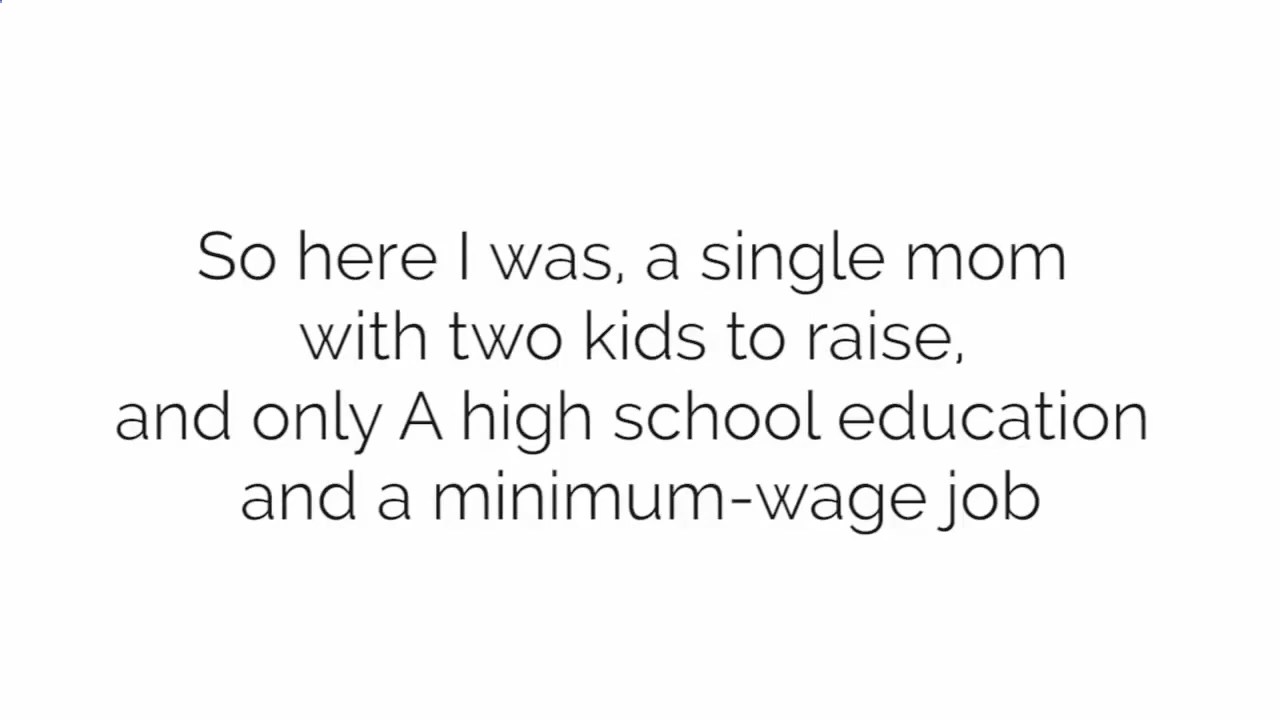 So here I was, a single mom
with two kids to raise,
and only A high school education
and a minimum-wage job